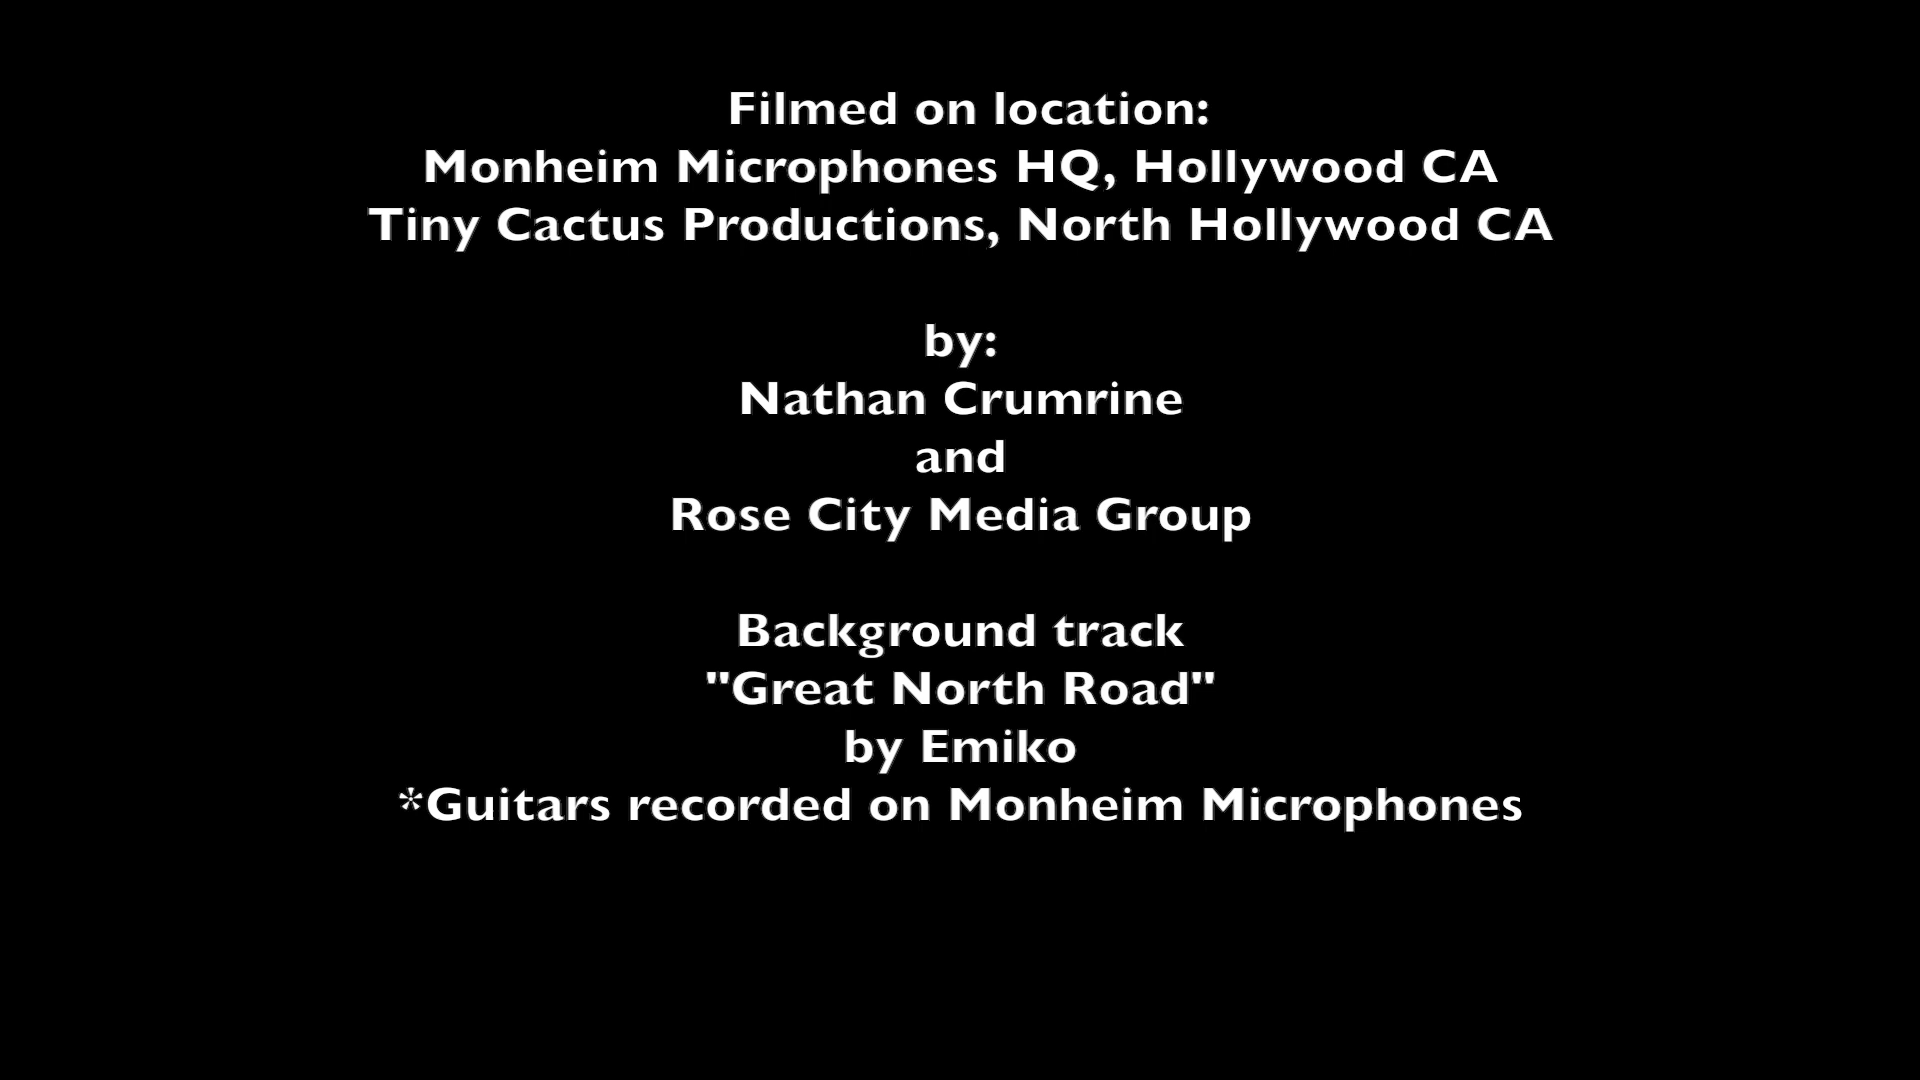 Filmed on location:
Monheim Microphones HQ, Hollywood CA
Tiny Cactus Productions, North Hollywood CA
by:
Nathan Crumrine
and
Rose City Media Group
Background track
"Great North Road"
by Emiko
*Guitars recorded on Monheim Microphones